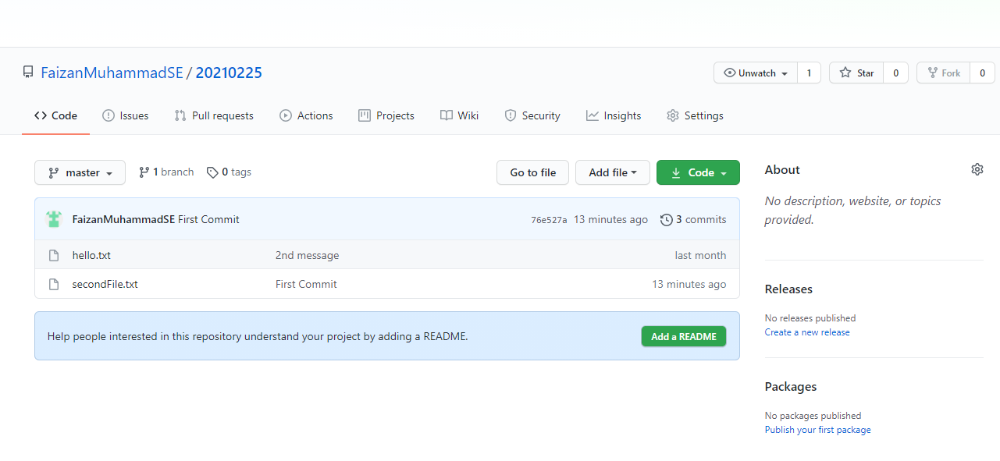 FaizanMuhammadSE / 20210225
Unwatch 1 Star 0 Fork 0
Code Issues Pull requests Actions Projects Wiki Security Insights Settings
master 1 branch 0 tags Go to file Add file Code
FaizanMuhammadSE First Commit 76e527a 13 minutes ago 3 commits
hello.txt 2nd message last month
secondFile.txt First Commit 13 minutes ago
Help people interested in this repository understand your project by adding a README. Add a README
About
No description, website, or topics
provided.
Releases
No releases published
Create a new release
Packages
No packages published
Publish your first package